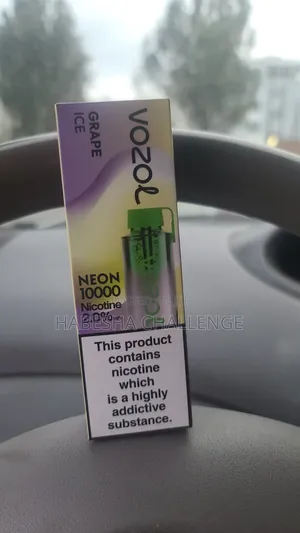 VOZOL
GRAPE
ICE
NEON
10000
Nicotine
2.0%
HABESHA CHALLENGE
This product
contains
nicotine
which
is a highly
addictive
substance.